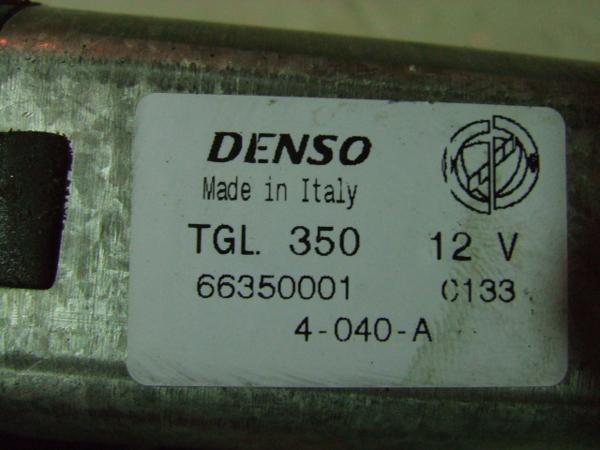 DENSO
Made in Italy
TGL. 350 12 V
66350001 C133
4-040-A